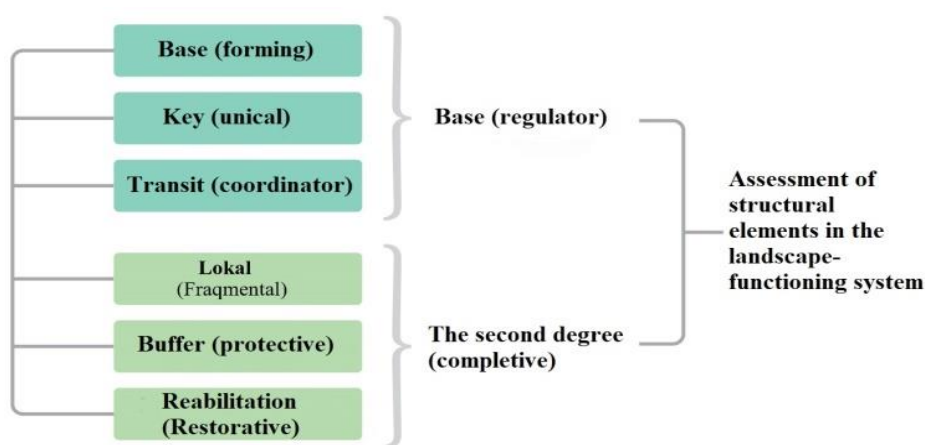 Base (forming)
Key (unical)
Transit (coordinator)
Base (regulator)
Lokal
(Fraqmental)
Buffer (protective)
Reabilitation
(Restorative)
The second degree
(completive)
Assessment of
structural
elements in the
landscape-
functioning system